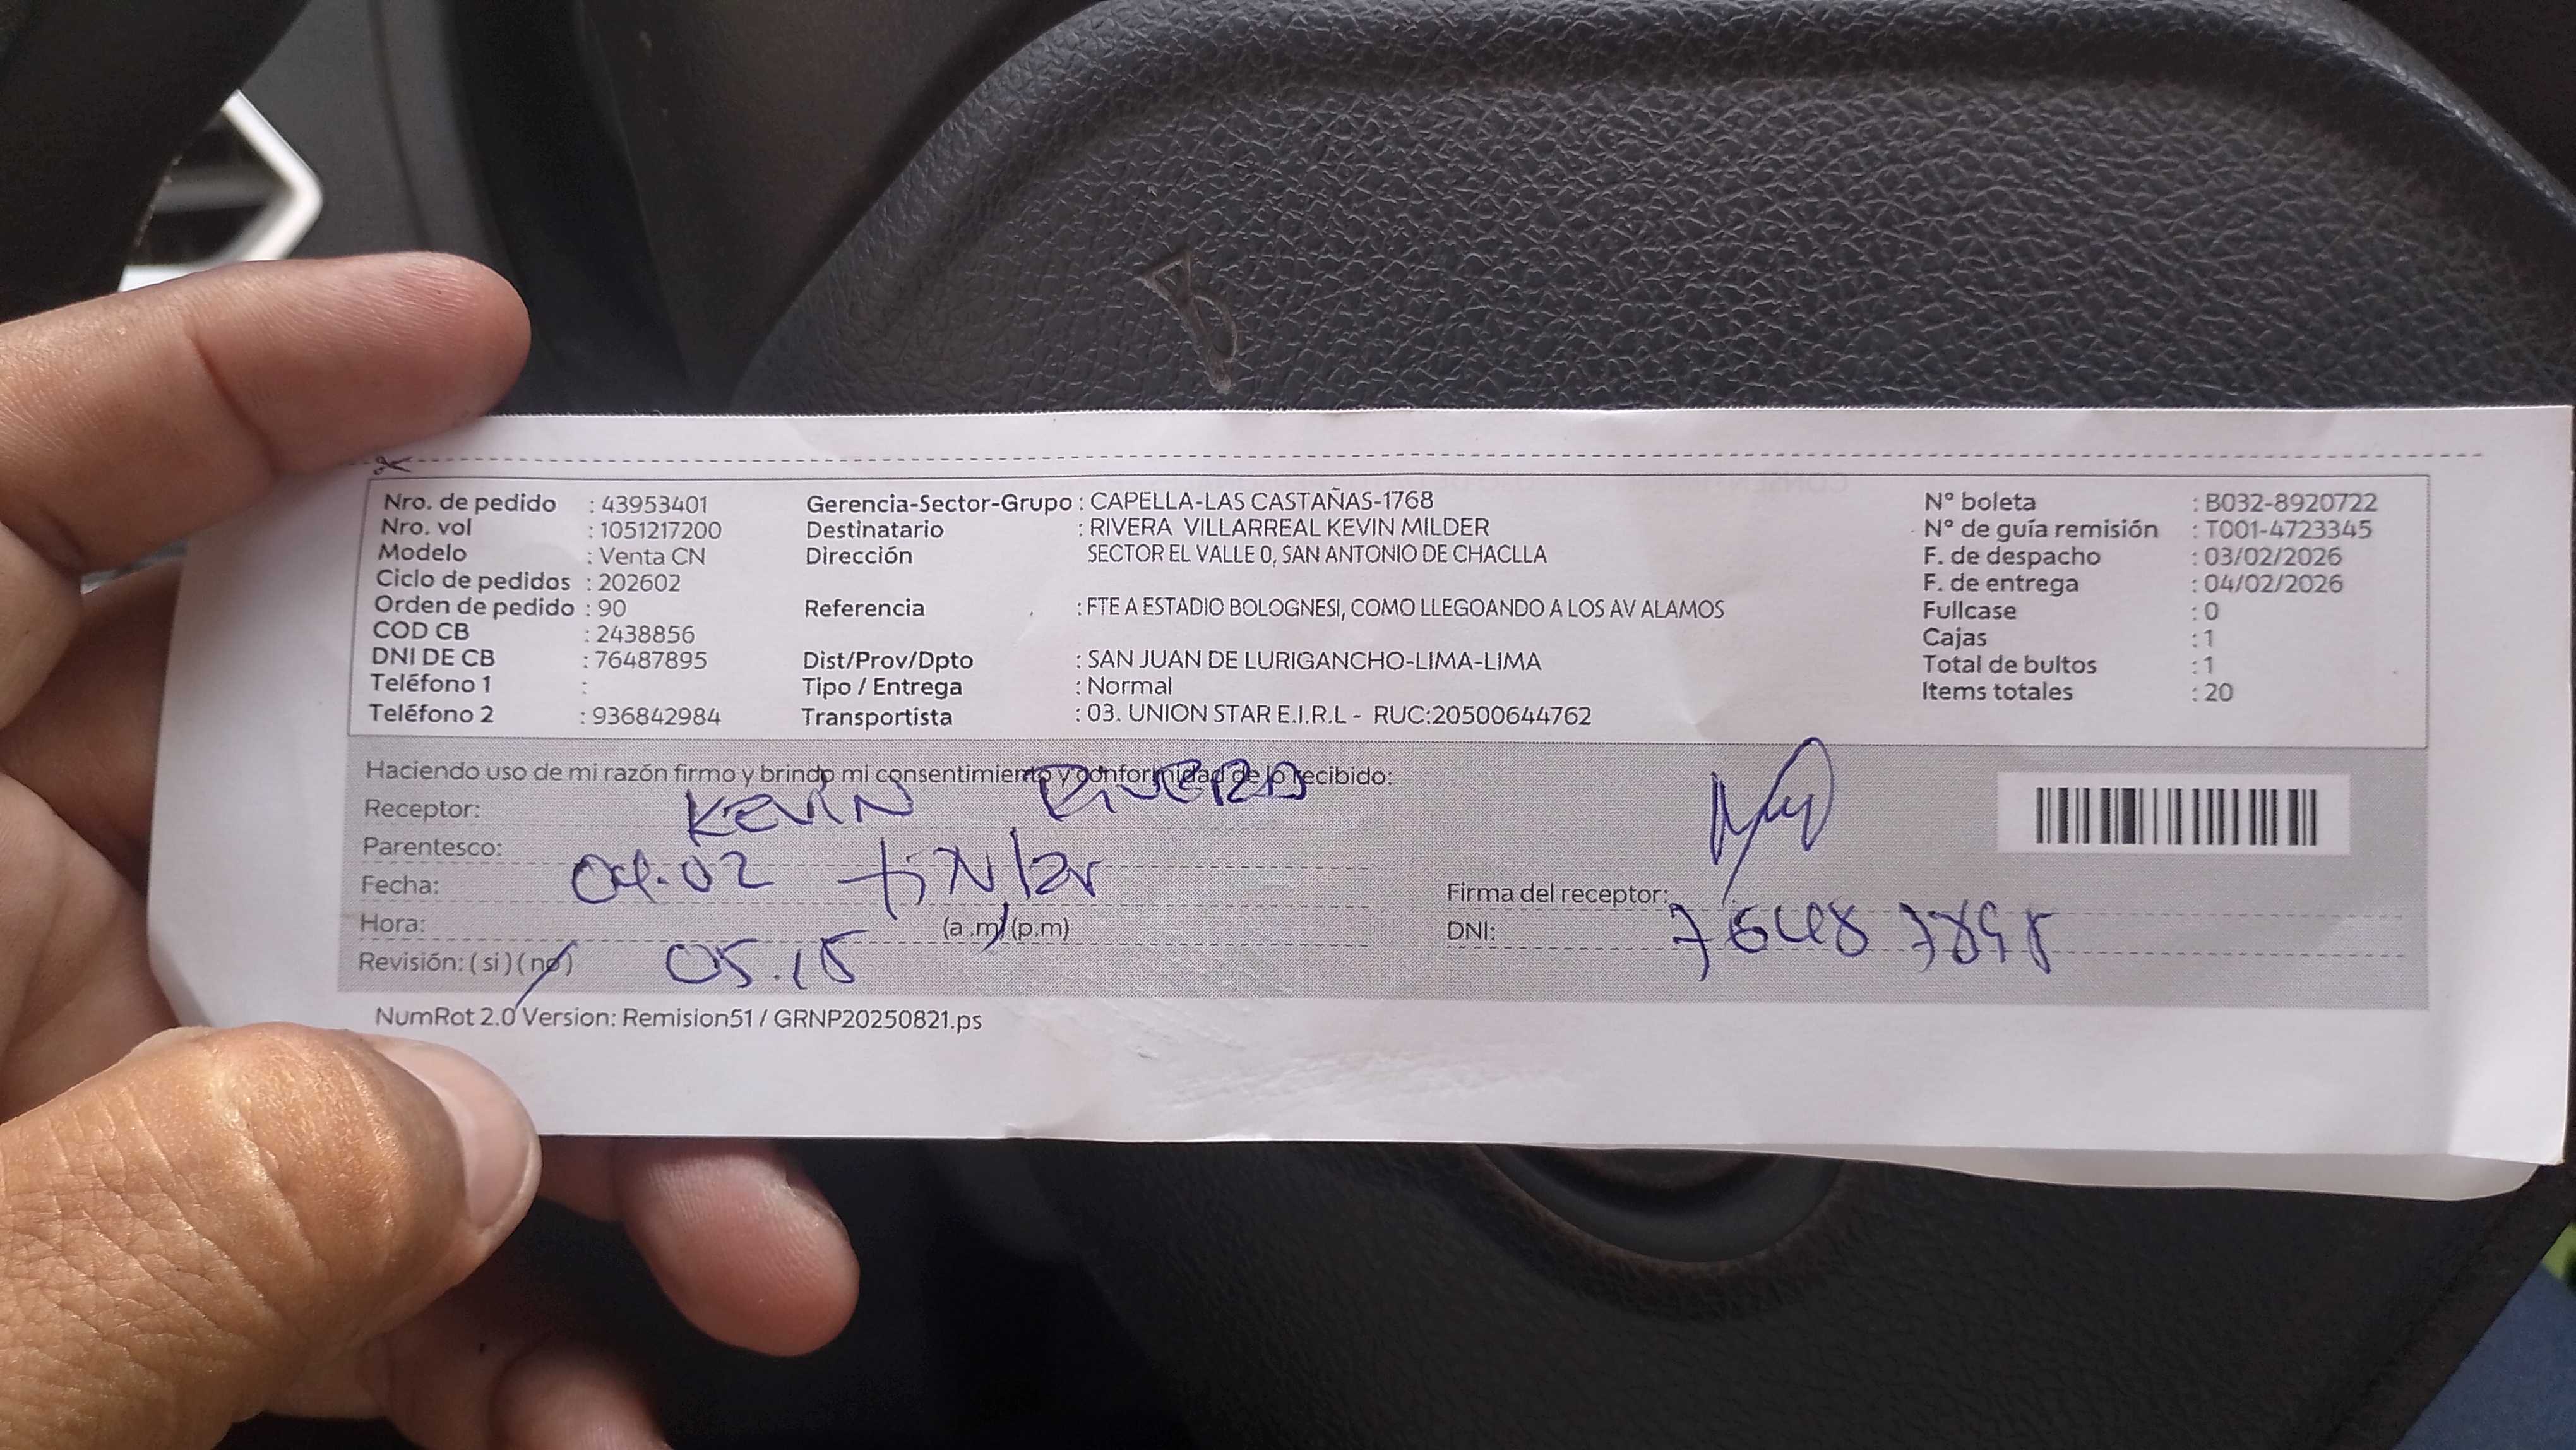 Nro. de pedido : 43953401 Gerencia-Sector-Grupo : CAPELLA-LAS CASTAÑAS-1768 N° boleta : B032-8920722
Nro. vol : 1051217200 Destinatario : RIVERA VILLARREAL KEVIN MILDER N° de guía remisión : T001-4723345
Modelo : Venta CN Dirección SECTOR EL VALLE 0, SAN ANTONIO DE CHACLLA F. de despacho : 03/02/2026
Ciclo de pedidos : 202602 F. de entrega : 04/02/2026
Orden de pedido : 90 Referencia : FTE A ESTADIO BOLOGNESI, COMO LLEGOANDO A LOS AV ALAMOS Fullcase : 0
COD CB : 2438856 Cajas : 1
DNI DE CB : 76487895 Dist/Prov/Dpto : SAN JUAN DE LURIGANCHO-LIMA-LIMA Total de bultos : 1
Teléfono 1 : Tipo / Entrega : Normal Items totales : 20
Teléfono 2 : 936842984 Transportista : 03. UNION STAR E.I.R.L - RUC:20500644762
Haciendo uso de mi razón firmo y brindo mi consentimiento y conformidad de lo recibido:
Receptor: KEVIN RIVERA
Parentesco:
Fecha: 04.02 Firma del receptor:
Hora: (a.m)/(p.m) DNI: 76487895
Revisión: (si) (no) 05.15
NumRot 2.0 Version: Remision51 / GRNP20250821.ps